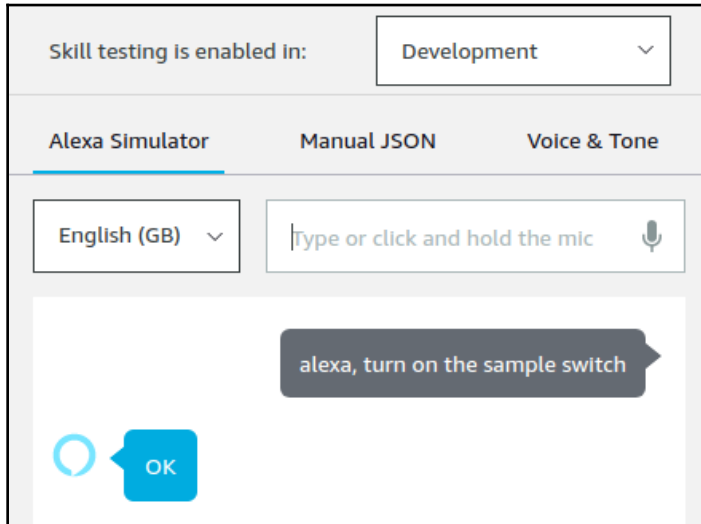 Skill testing is enabled in:
Development
Alexa Simulator
Manual JSON
Voice & Tone
English (GB)
Type or click and hold the mic
alexa, turn on the sample switch
OK